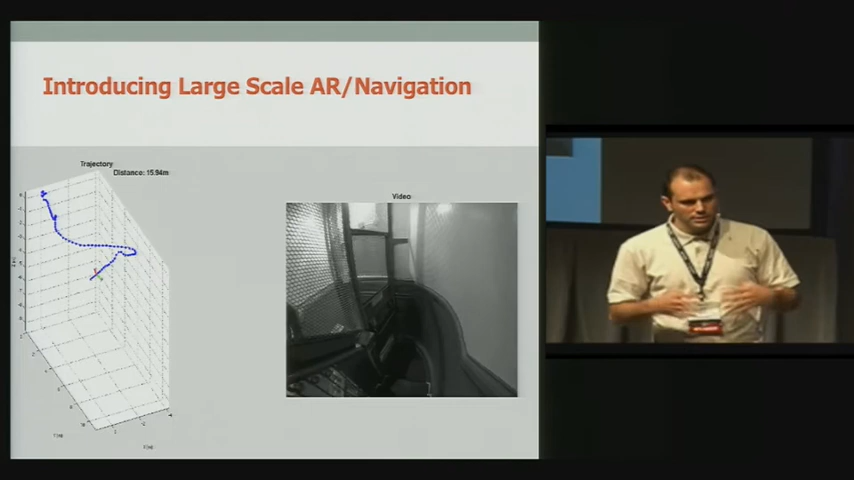 Introducing Large Scale AR/Navigation
Trajectory
Distance: 15.94m
Video